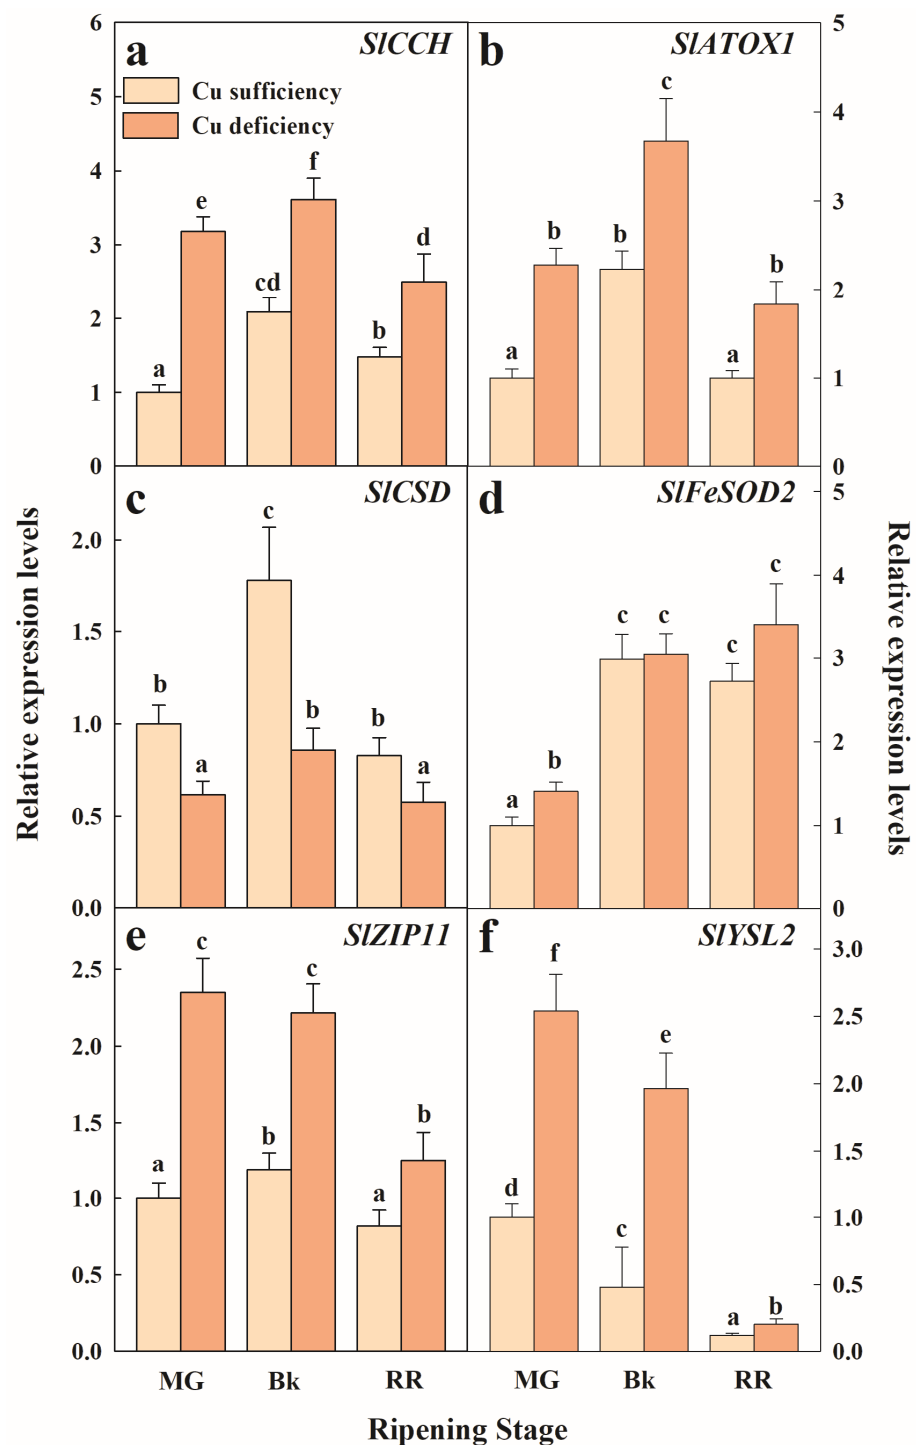 6
a
SlCCH
b
SlATOX1
5
Cu sufficiency
Cu deficiency
5
4
3
2
1
0
4
3
2
1
0
a
e
cd
f
b
d
a
b
b
c
a
b
c
SlCSD
d
SlFeSOD2
2.0
1.5
1.0
0.5
0.0
5
4
3
2
1
0
b
a
c
b
b
a
a
b
c
c
c
c
Relative expression levels
Relative expression levels
e
SlZIP11
f
SlYSL2
2.5
2.0
1.5
1.0
0.5
0.0
3.0
2.5
2.0
1.5
1.0
0.5
0.0
a
c
b
c
a
b
d
f
c
e
a
b
MG Bk RR MG Bk RR
Ripening Stage